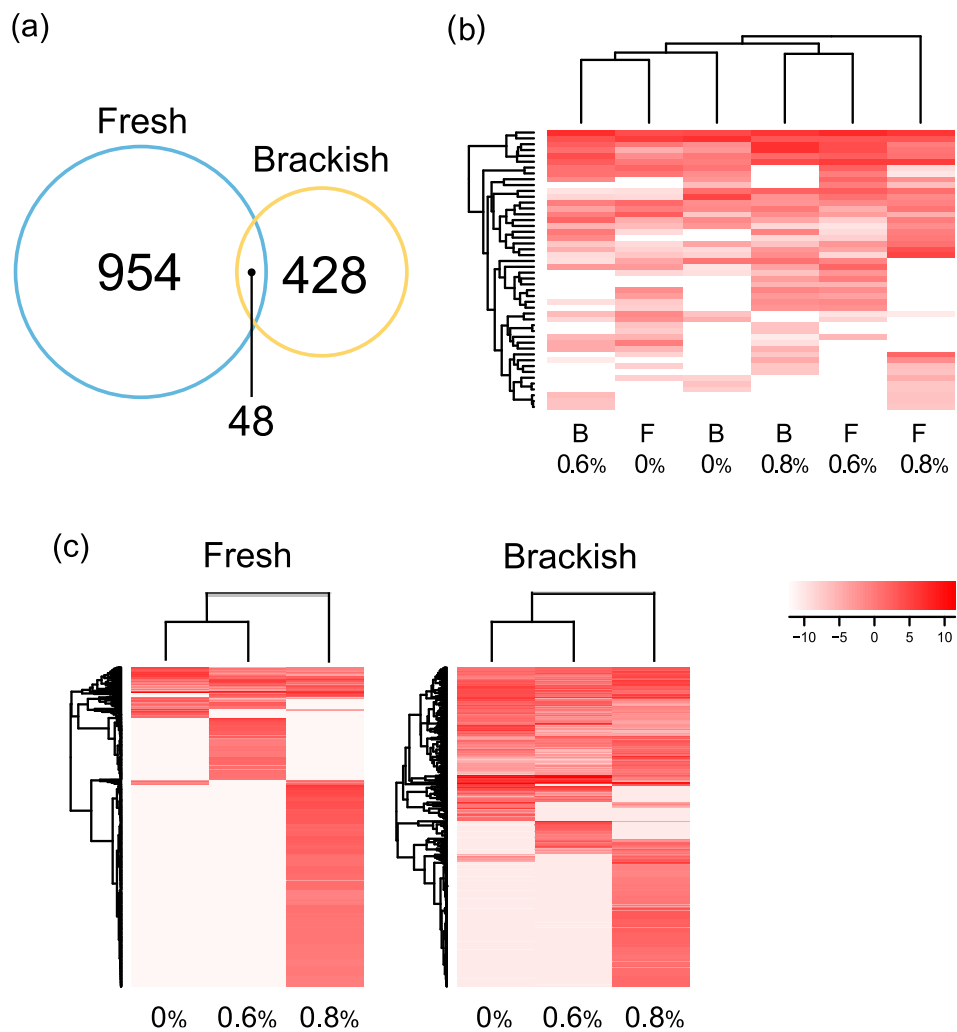 (a)
Fresh
Brackish
954
428
48
(b)
B F B B F F
0.6% 0% 0% 0.8% 0.6% 0.8%
(c)
Fresh
Brackish
−10 −5 0 5 10
0% 0.6% 0.8%
0% 0.6% 0.8%